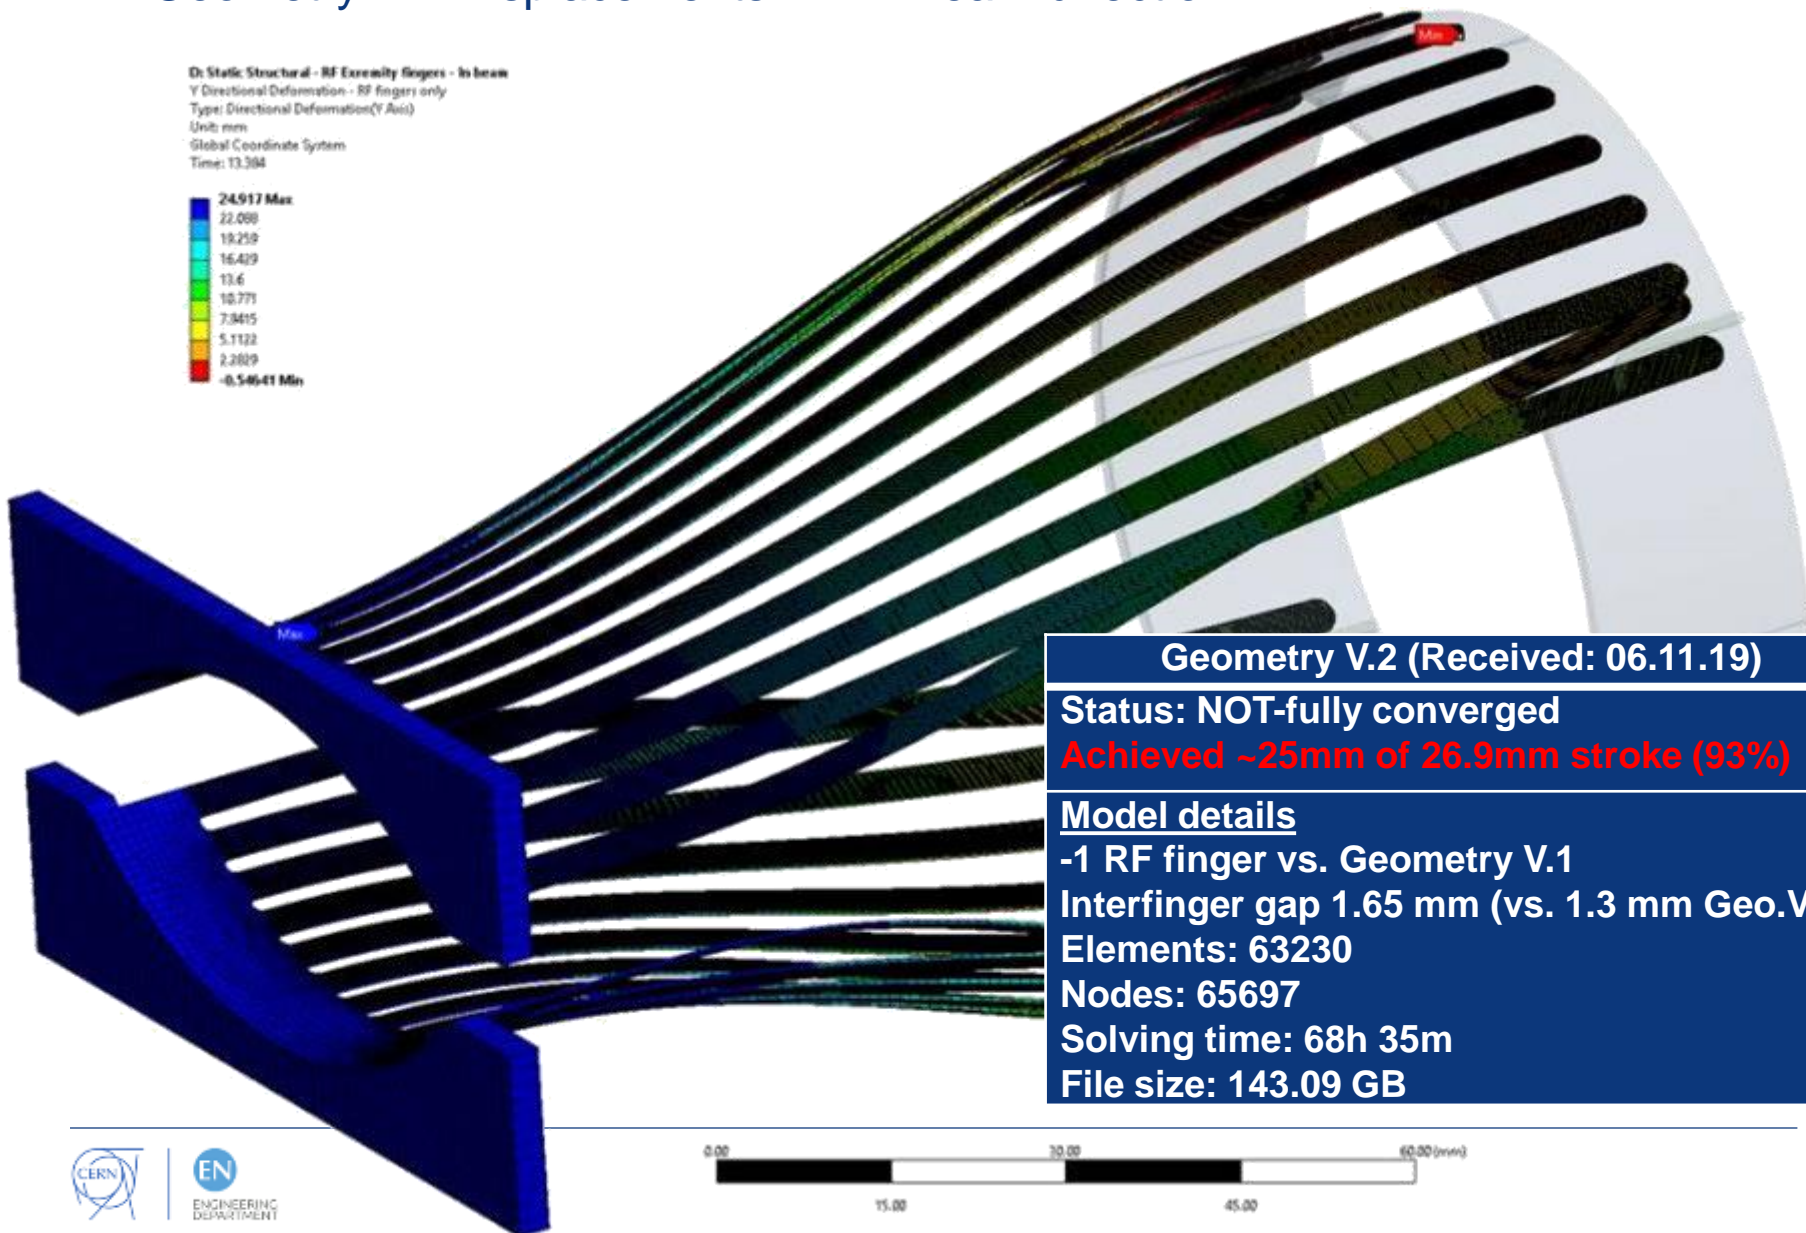 D: Static Structural - RF Exremity fingers - In beam
Y Directional Deformation - RF fingers only
Type: Directional Deformation(Y Axis)
Unit: mm
Global Coordinate System
Time: 13.384
24.917 Max
22.088
19.259
16.429
13.6
10.771
7.9415
5.1122
2.2829
-0.54641 Min
Min
Max
Geometry V.2 (Received: 06.11.19)
Status: NOT-fully converged
Achieved ~25mm of 26.9mm stroke (93%)
Model details
-1 RF finger vs. Geometry V.1
Interfinger gap 1.65 mm (vs. 1.3 mm Geo.V
Elements: 63230
Nodes: 65697
Solving time: 68h 35m
File size: 143.09 GB
CERN
EN
ENGINEERING
DEPARTMENT
0.00 30.00 60.00 (mm)
15.00 45.00